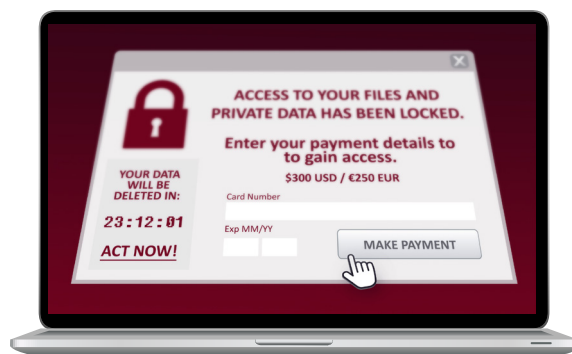 ACCESS TO YOUR FILES AND
PRIVATE DATA HAS BEEN LOCKED.
Enter your payment details to
to gain access.
$300 USD / €250 EUR
YOUR DATA
WILL BE
DELETED IN:
23:12:01
ACT NOW!
Card Number
Exp MM/YY
MAKE PAYMENT